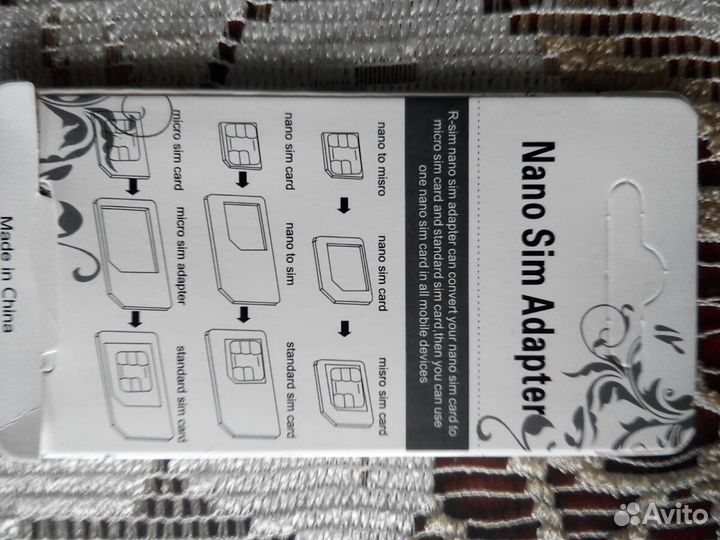 Nano Sim Adapter
R-sim nano sim adapter can convert your nano sim card to
micro sim card and standard sim card,then you can use
one nano sim card in all mobile devices
nano to misro
nano sim card
misro sim card
nano sim card
nano to sim
standard sim card
micro sim card
micro sim adapter
standard sim card
Made in China
Avito